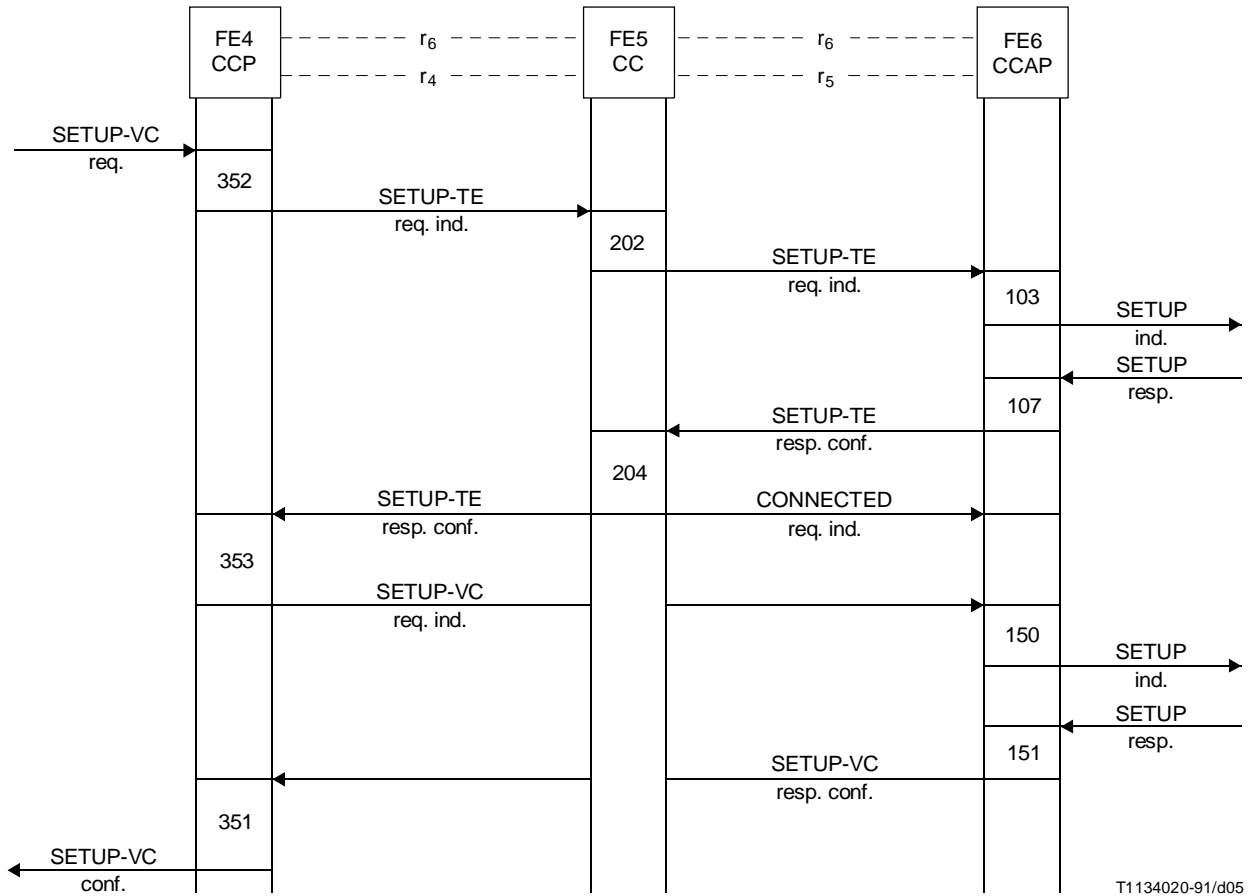 FE4
CCP
r6
r4
FE5
CC
r6
r5
FE6
CCAP
SETUP-VC
req.
352
SETUP-TE
req. ind.
202
SETUP-TE
req. ind.
103
SETUP
ind.
SETUP
resp.
107
SETUP-TE
resp. conf.
204
SETUP-TE
resp. conf.
CONNECTED
req. ind.
353
SETUP-VC
req. ind.
150
SETUP
ind.
SETUP
resp.
151
SETUP-VC
resp. conf.
351
SETUP-VC
conf.
T1134020-91/d05